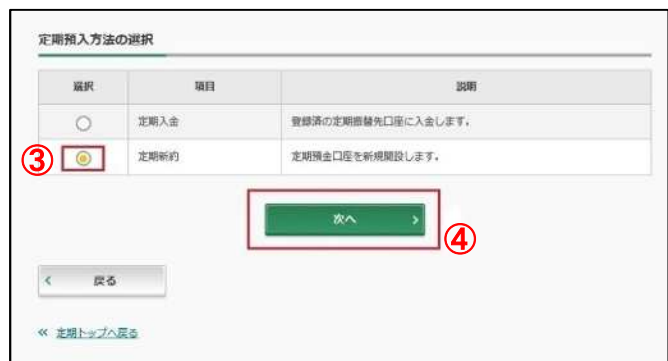 定期預入方法の選択
選択 項目 説明
定期入金 登録済の定期振替先口座に入金します。
③ 定期新約 定期預金口座を新規開設します。
次へ >
④
< 戻る
≪ 定期トップへ戻る